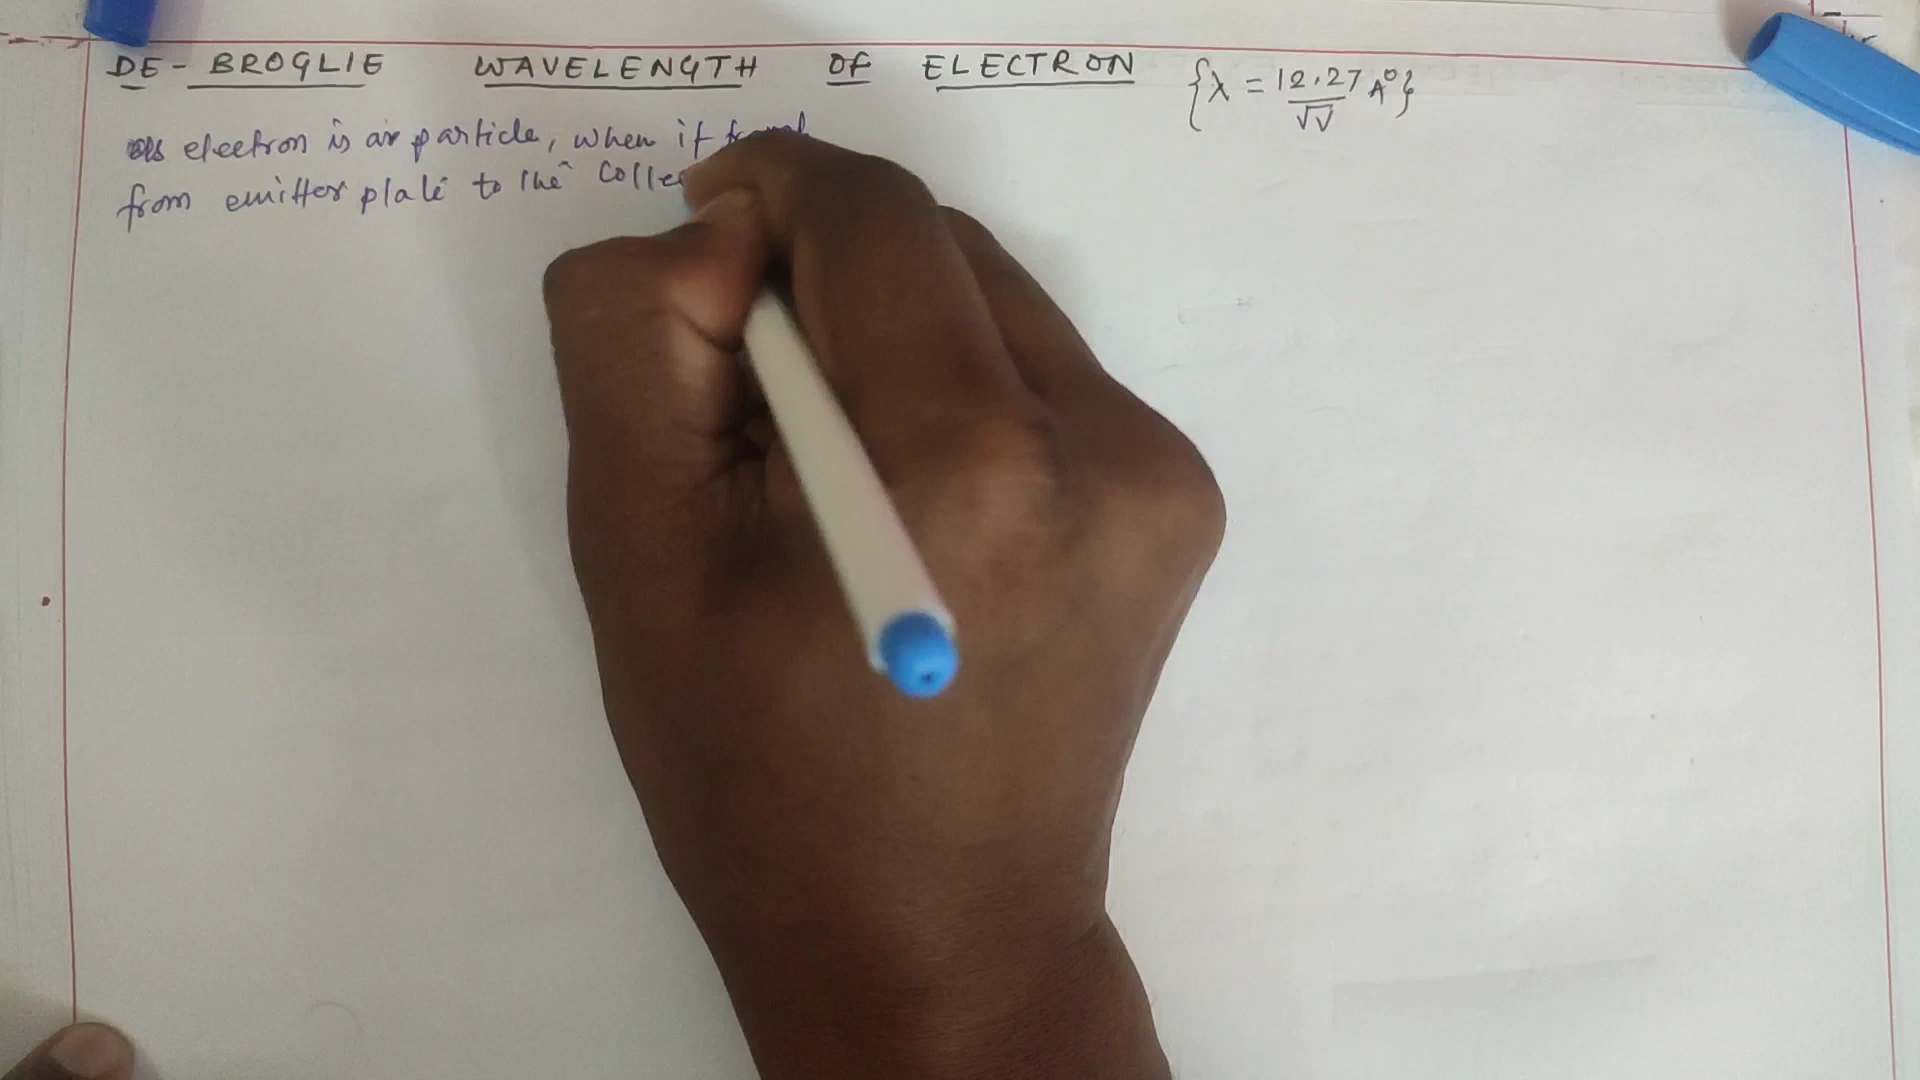 DE-BROGLIE WAVELENGTH OF ELECTRON {λ = 12.27/√V A°}
electron is a particle, when it
from emitter plate to the